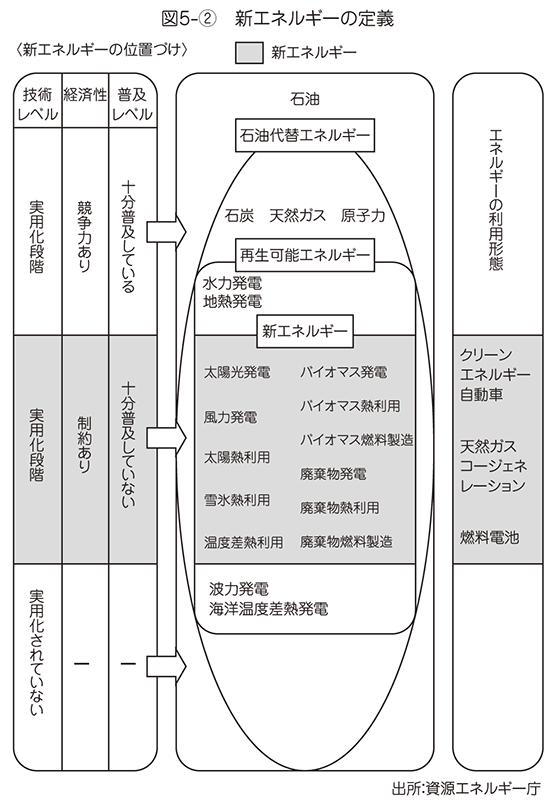 図5-② 新エネルギーの定義
〈新エネルギーの位置づけ〉
新エネルギー
技術
レベル
経済性
普及
レベル
実用化段階
競争力あり
十分普及している
実用化段階
制約あり
十分普及していない
実用化されていない
―
―
石油
石油代替エネルギー
石炭 天然ガス 原子力
再生可能エネルギー
水力発電
地熱発電
新エネルギー
太陽光発電
風力発電
太陽熱利用
雪氷熱利用
温度差熱利用
バイオマス発電
バイオマス熱利用
バイオマス燃料製造
廃棄物発電
廃棄物熱利用
廃棄物燃料製造
波力発電
海洋温度差熱発電
エネルギーの利用形態
クリーン
エネルギー
自動車
天然ガス
コージェネ
レーション
燃料電池
出所:資源エネルギー庁